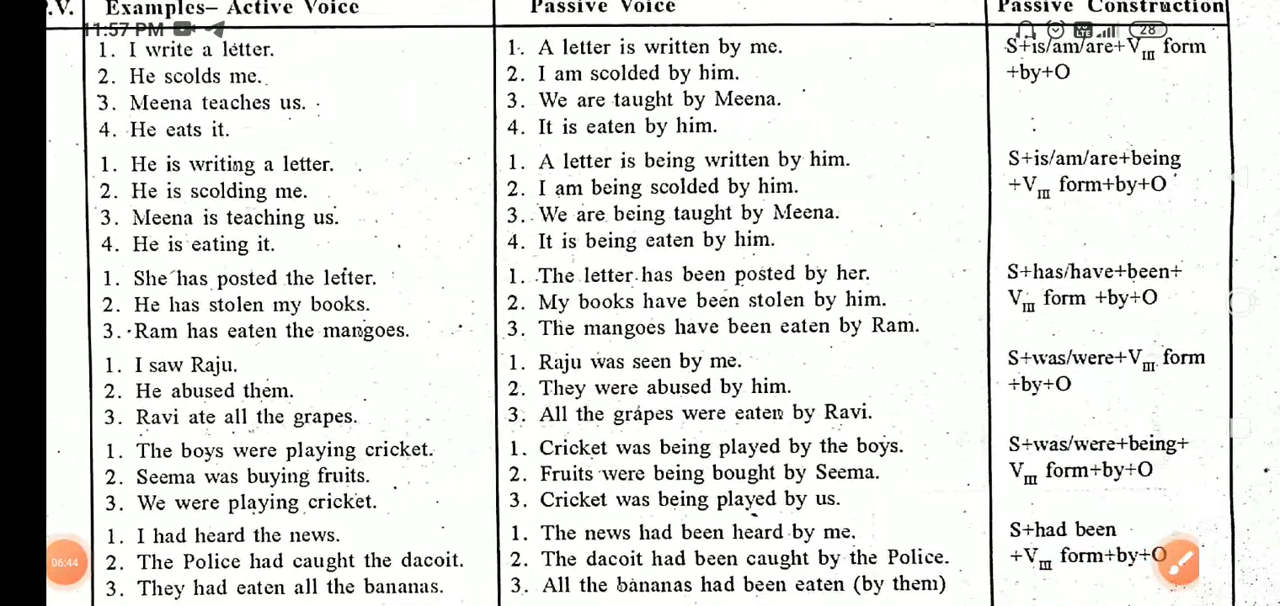 .V. Examples– Active Voice Passive Voice Passive Construction
11:57 PM 28
1. I write a letter. 1. A letter is written by me. S+is/am/are+VIII form
2. He scolds me. 2. I am scolded by him. +by+O
3. Meena teaches us. 3. We are taught by Meena.
4. He eats it. 4. It is eaten by him.
1. He is writing a letter. 1. A letter is being written by him. S+is/am/are+being
2. He is scolding me. 2. I am being scolded by him. +VIII form+by+O
3. Meena is teaching us. 3. We are being taught by Meena.
4. He is eating it. 4. It is being eaten by him.
1. She has posted the letter. 1. The letter has been posted by her. S+has/have+been+
2. He has stolen my books. 2. My books have been stolen by him. VIII form +by+O
3. Ram has eaten the mangoes. 3. The mangoes have been eaten by Ram.
1. I saw Raju. 1. Raju was seen by me. S+was/were+VIII form
2. He abused them. 2. They were abused by him. +by+O
3. Ravi ate all the grapes. 3. All the grapes were eaten by Ravi.
1. The boys were playing cricket. 1. Cricket was being played by the boys. S+was/were+being+
2. Seema was buying fruits. 2. Fruits were being bought by Seema. VIII form+by+O
3. We were playing cricket. 3. Cricket was being played by us.
1. I had heard the news. 1. The news had been heard by me. S+had been
06:44 2. The Police had caught the dacoit. 2. The dacoit had been caught by the Police. +VIII form+by+O
3. They had eaten all the bananas. 3. All the bananas had been eaten (by them)